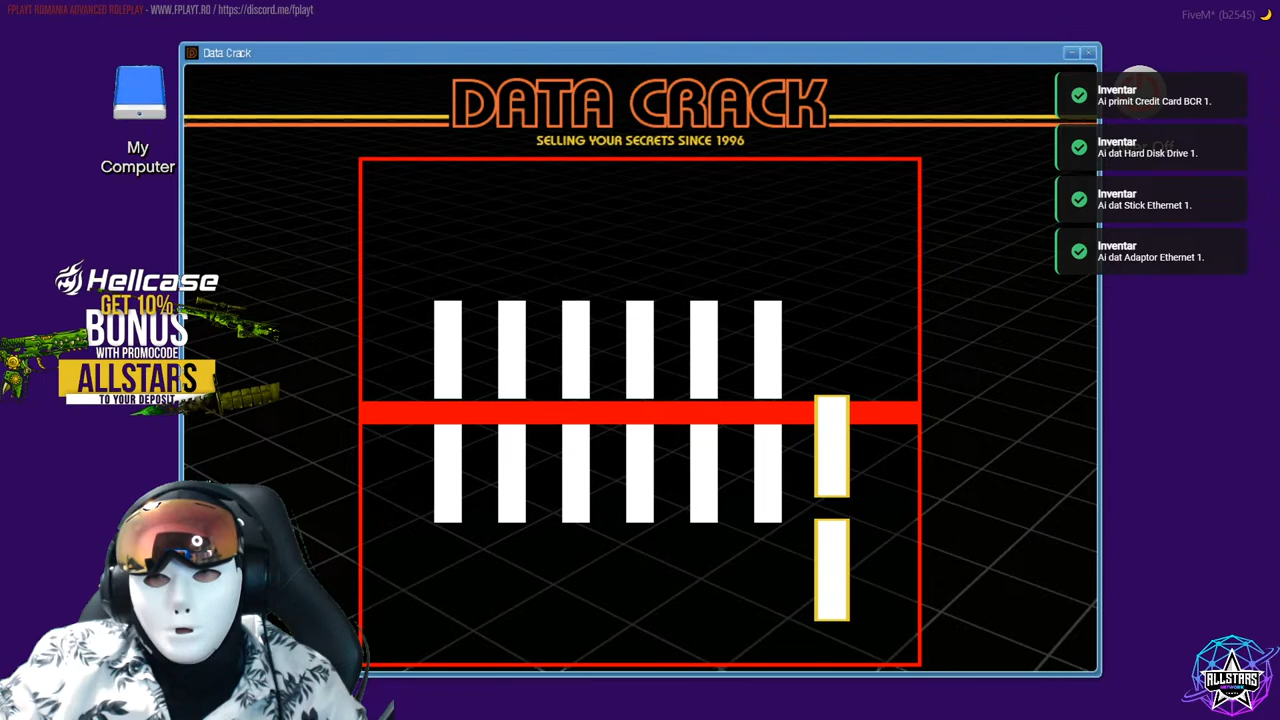 FPLAYT ROMANIA ADVANCED ROLEPLAY - WWW.FPLAYT.RO / https://discord.me/fplayt
FiveM* (b2545)
Data Crack
DATA CRACK
SELLING YOUR SECRETS SINCE 1996
My
Computer
Inventar
Ai primit Credit Card BCR 1.
Inventar
Ai dat Hard Disk Drive 1.
Inventar
Ai dat Stick Ethernet 1.
Inventar
Ai dat Adaptor Ethernet 1.
Hellcase
GET 10%
BONUS
WITH PROMOCODE
ALLSTARS
TO YOUR DEPOSIT
ALLSTARS
NETWORK